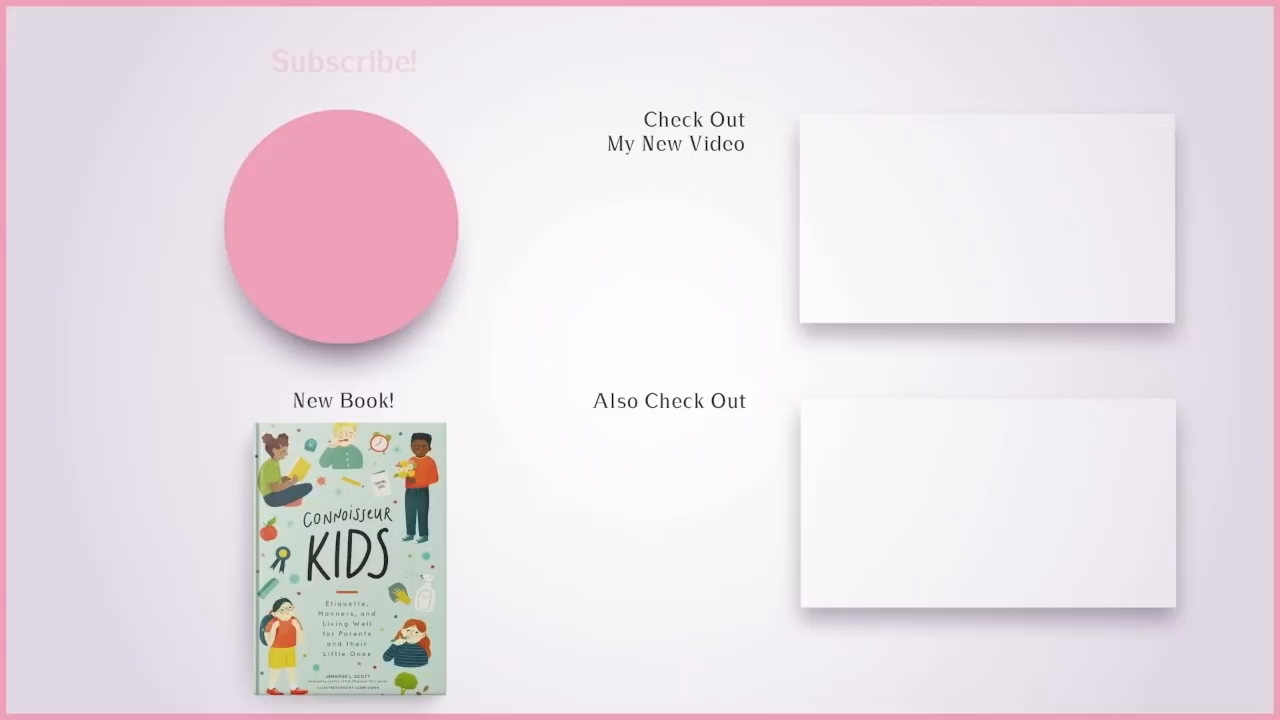 Subscribe!
Check Out
My New Video
New Book!
Also Check Out
CONNOISSEUR
KIDS
Etiquette,
Manners, and
Living Well
for Parents
and their
Little Ones
JENNIFER L. SCOTT